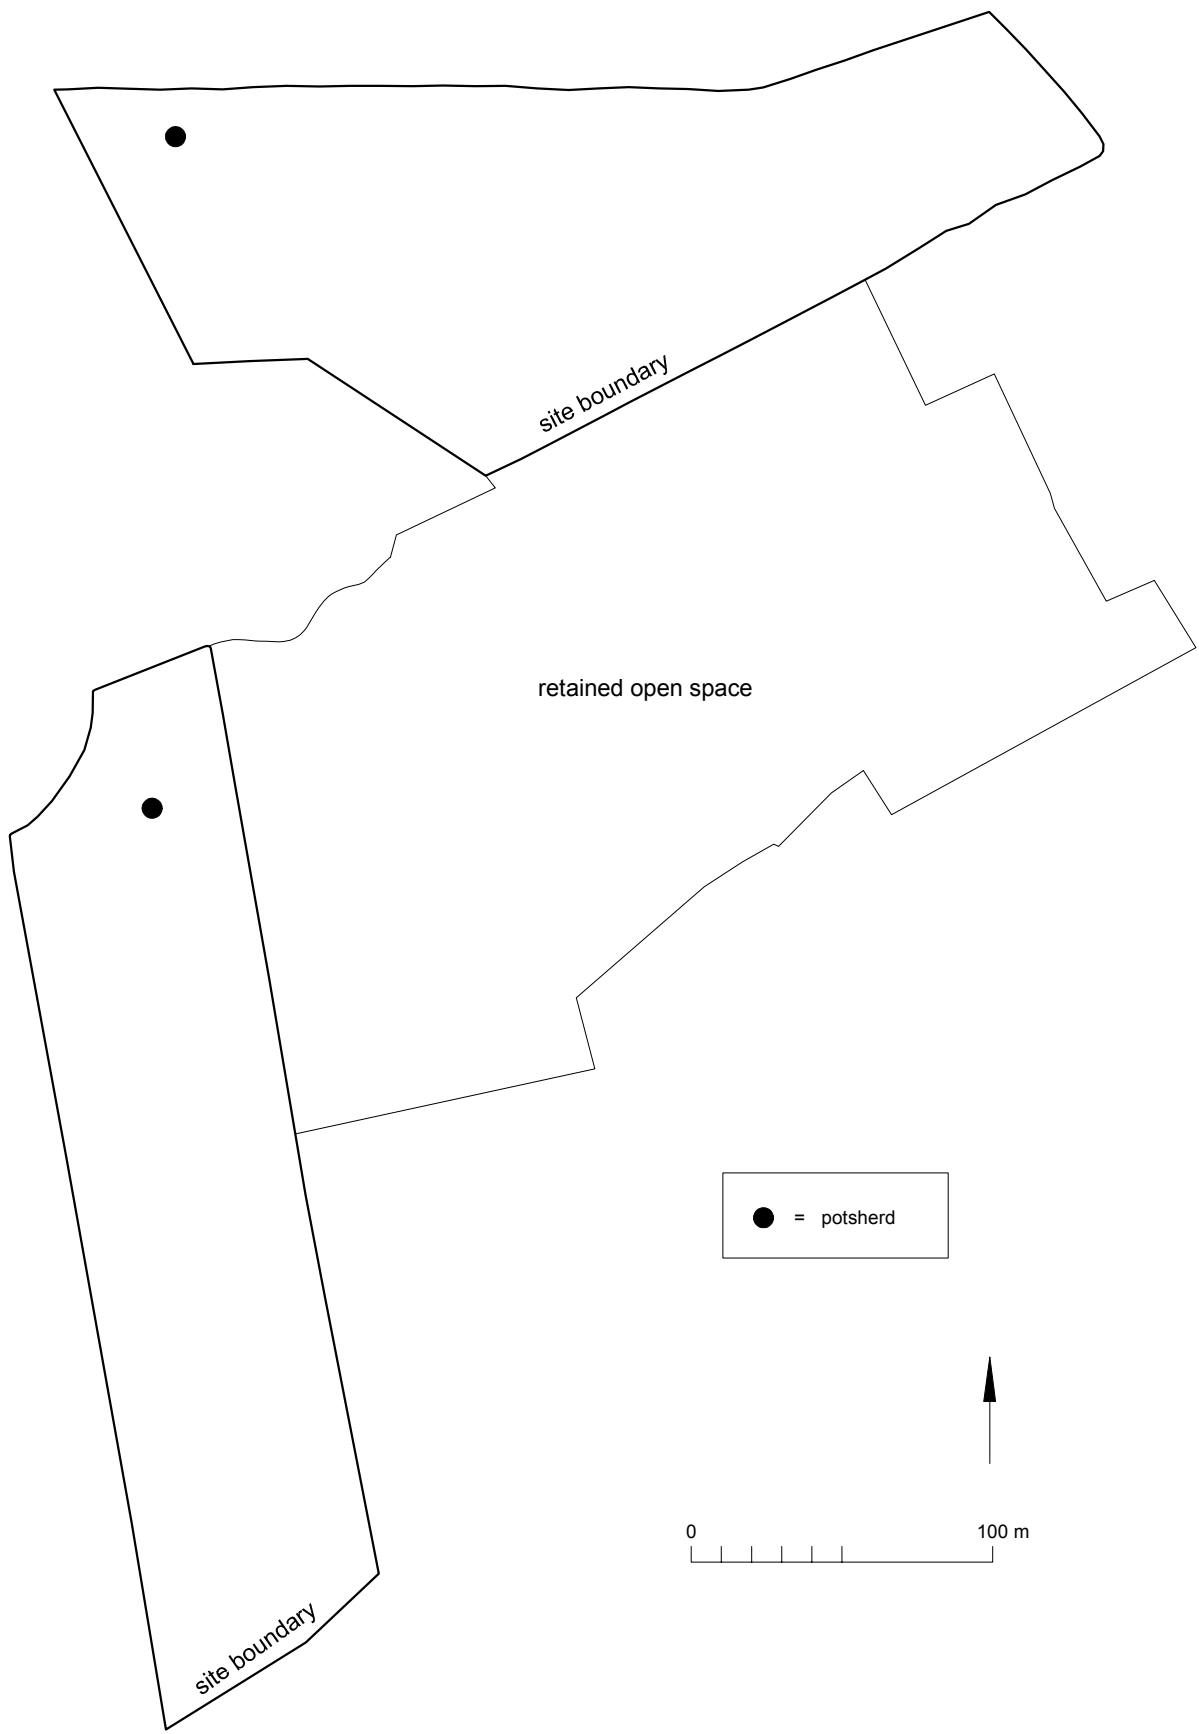 site boundary
retained open space
= potsherd
0 100 m
site boundary